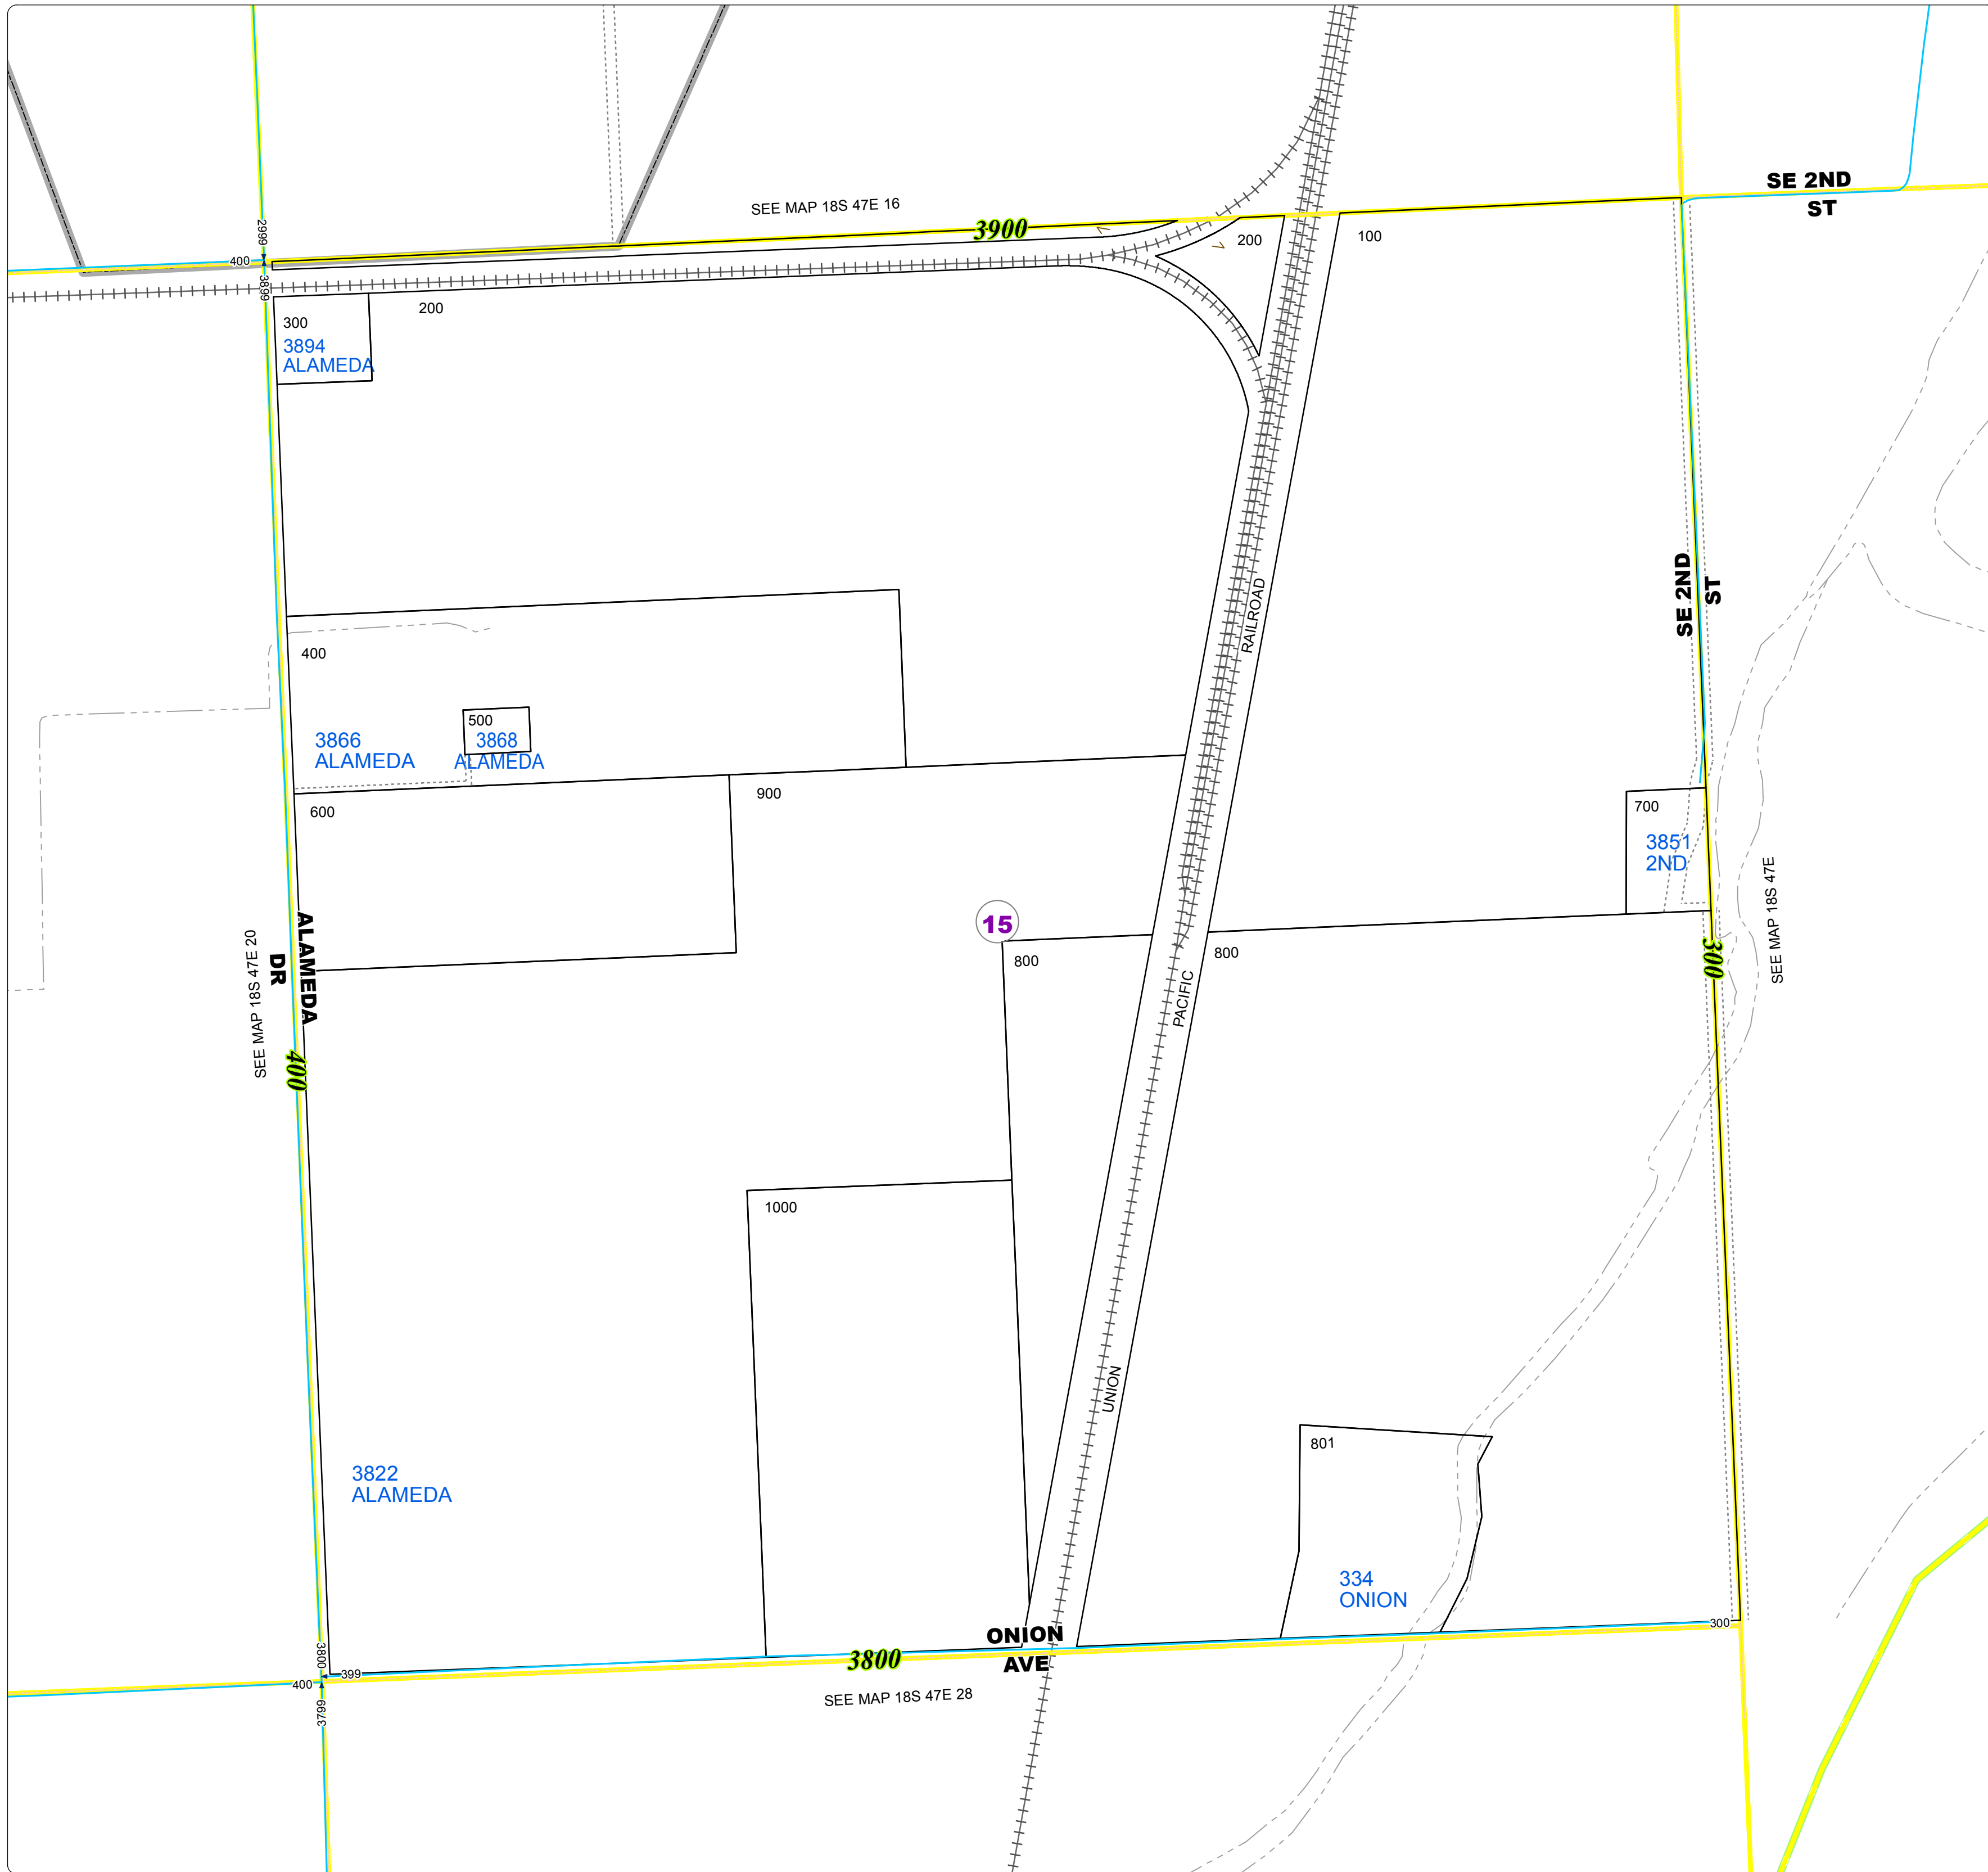 SE 2ND
ST
SEE MAP 18S 47E 16
3900
2999
400
3899
200
100
200
300
3894
ALAMEDA
SE 2ND
ST
RAILROAD
400
500
3868
ALAMEDA
3866
ALAMEDA
600
900
700
3851
2ND
15
800
800
ALAMEDA
DR
SEE MAP 18S 47E 20
300
SEE MAP 18S 47E
PACIFIC
400
1000
UNION
801
3822
ALAMEDA
334
ONION
300
ONION
AVE
3800
3800
399
400
3799
SEE MAP 18S 47E 28